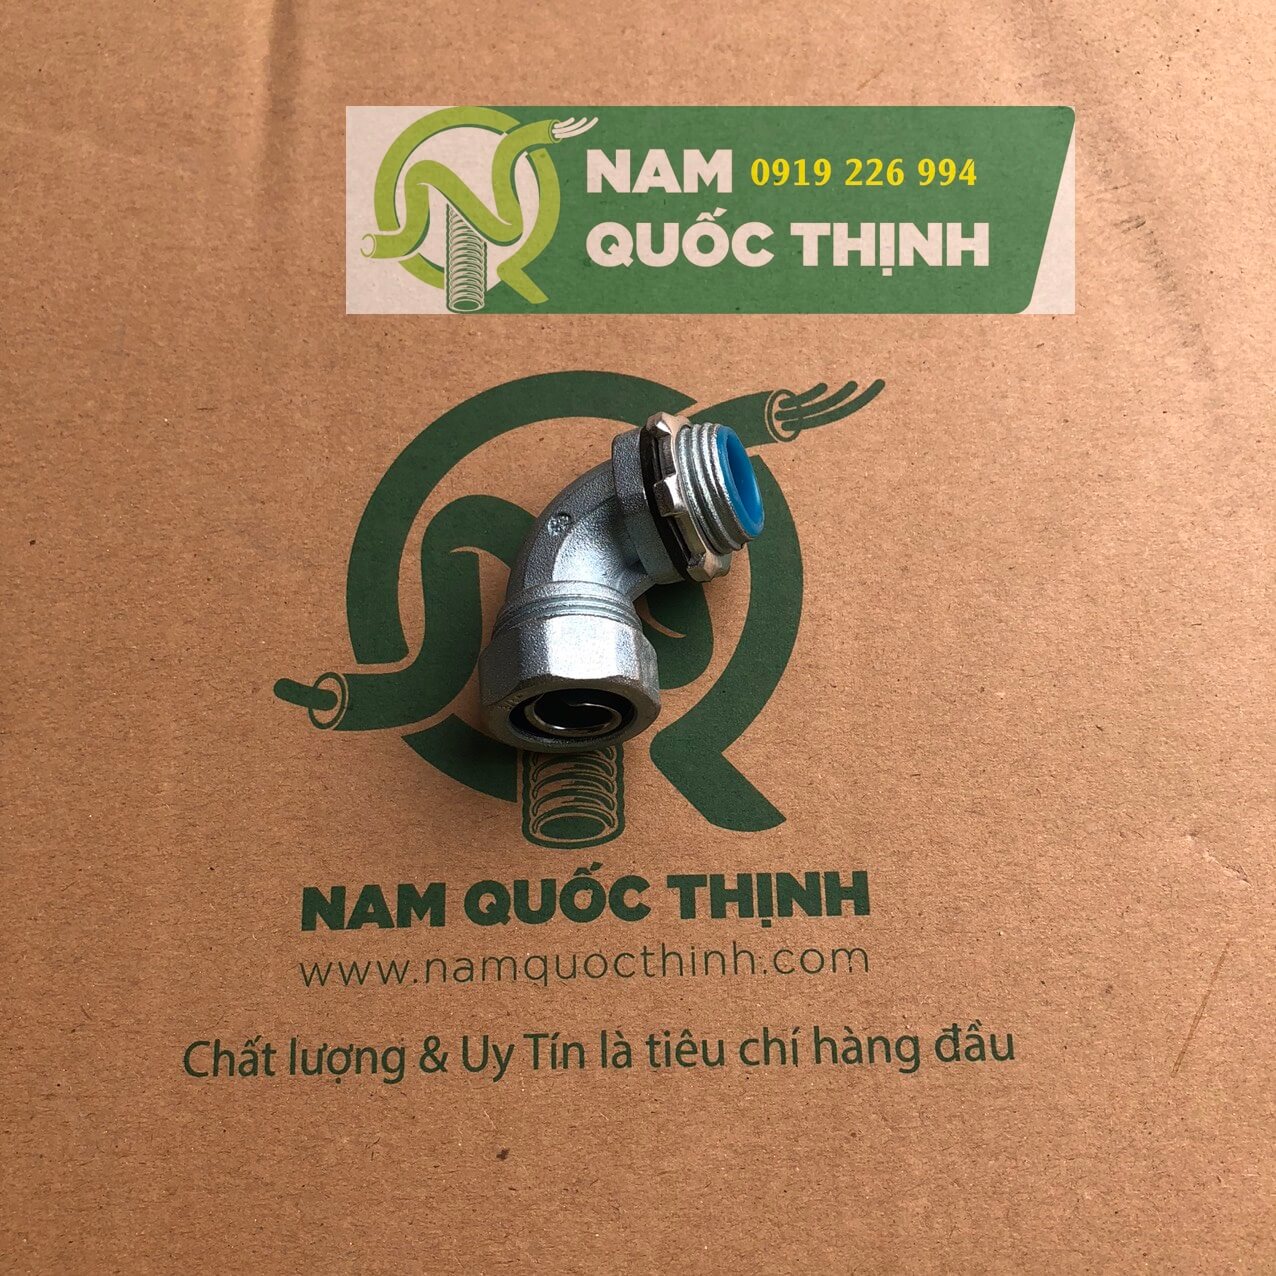 NAM 0919 226 994
QUỐC THỊNH
NAM QUỐC THỊNH
www.namquocthinh.com
Chất lượng & Uy Tín là tiêu chí hàng đầu